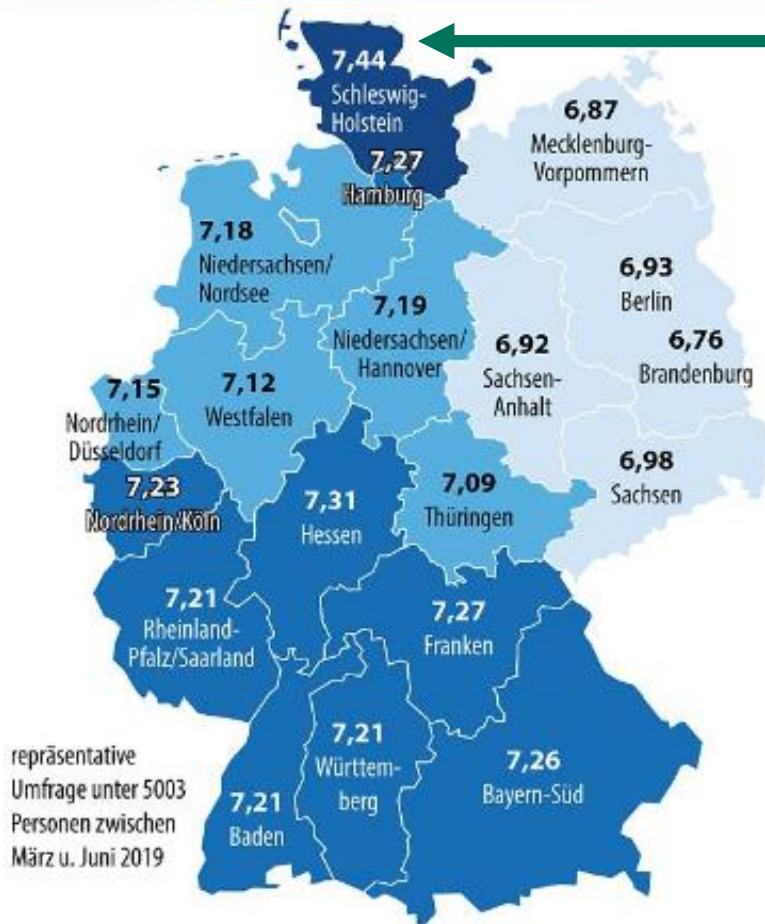 7,44
Schleswig-
Holstein
7,27
Hamburg
6,87
Mecklenburg-
Vorpommern
7,18
Niedersachsen/
Nordsee
7,19
Niedersachsen/
Hannover
6,93
Berlin
6,76
Brandenburg
6,92
Sachsen-
Anhalt
7,15
Nordrhein/
Düsseldorf
7,12
Westfalen
6,98
Sachsen
7,23
Nordrhein/Köln
7,31
Hessen
7,09
Thüringen
7,21
Rheinland-
Pfalz/Saarland
7,27
Franken
7,21
Württem-
berg
7,26
Bayern-Süd
7,21
Baden
repräsentative
Umfrage unter 5003
Personen zwischen
März u. Juni 2019